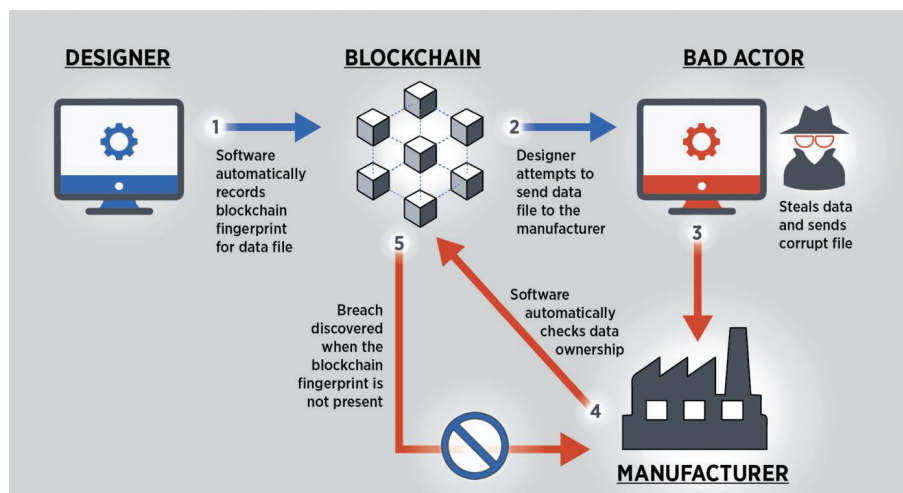 DESIGNER
BLOCKCHAIN
BAD ACTOR
1
Software
automatically
records
blockchain
fingerprint
for data file
2
Designer
attempts to
send data
file to the
manufacturer
Steals data
and sends
corrupt file
3
4
Software
automatically
checks data
ownership
5
Breach
discovered
when the
blockchain
fingerprint is
not present
MANUFACTURER